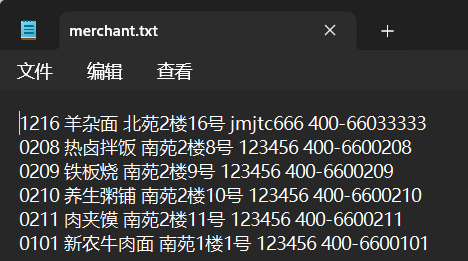 merchant.txt
文件 编辑 查看
1216 羊杂面 北苑2楼16号 jmjtc666 400-66033333
0208 热卤拌饭 南苑2楼8号 123456 400-6600208
0209 铁板烧 南苑2楼9号 123456 400-6600209
0210 养生粥铺 南苑2楼10号 123456 400-6600210
0211 肉夹馍 南苑2楼11号 123456 400-6600211
0101 新农牛肉面 南苑1楼1号 123456 400-6600101